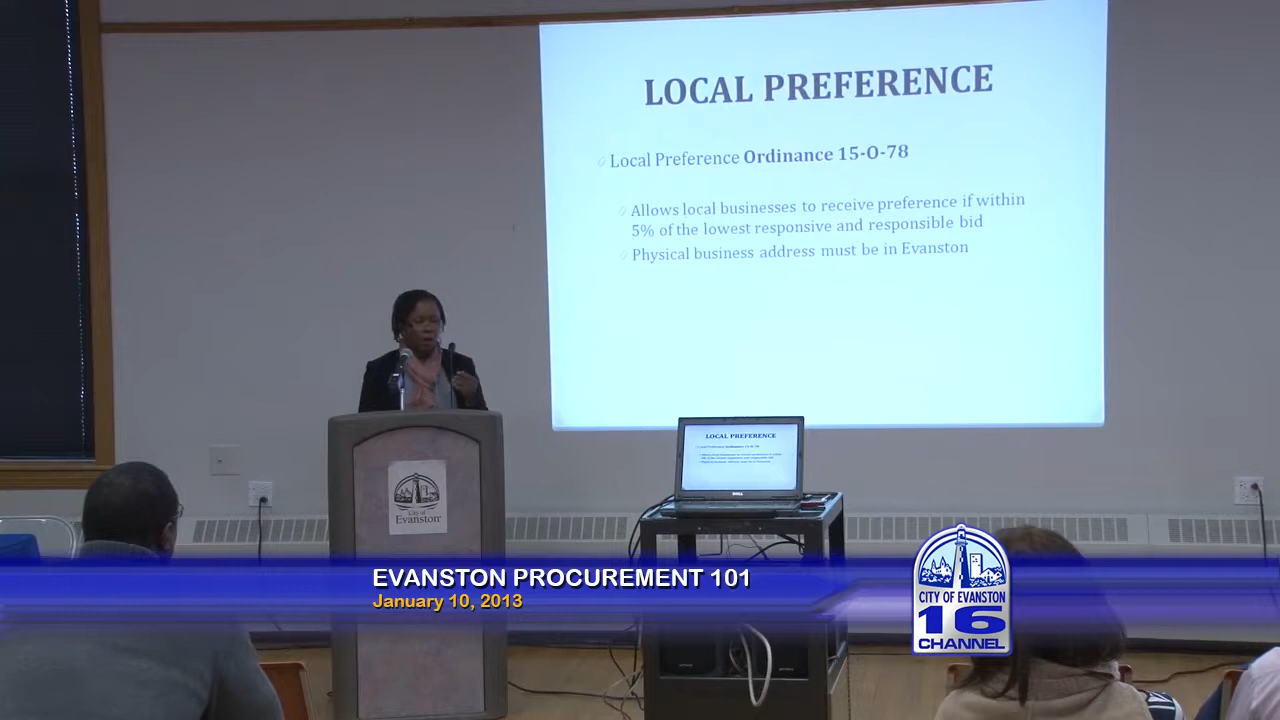 LOCAL PREFERENCE
Local Preference Ordinance 15-O-78
Allows local businesses to receive preference if within
5% of the lowest responsive and responsible bid
Physical business address must be in Evanston
LOCAL PREFERENCE
DELL
City of
Evanston
EVANSTON PROCUREMENT 101
January 10, 2013
CITY OF EVANSTON
16
CHANNEL